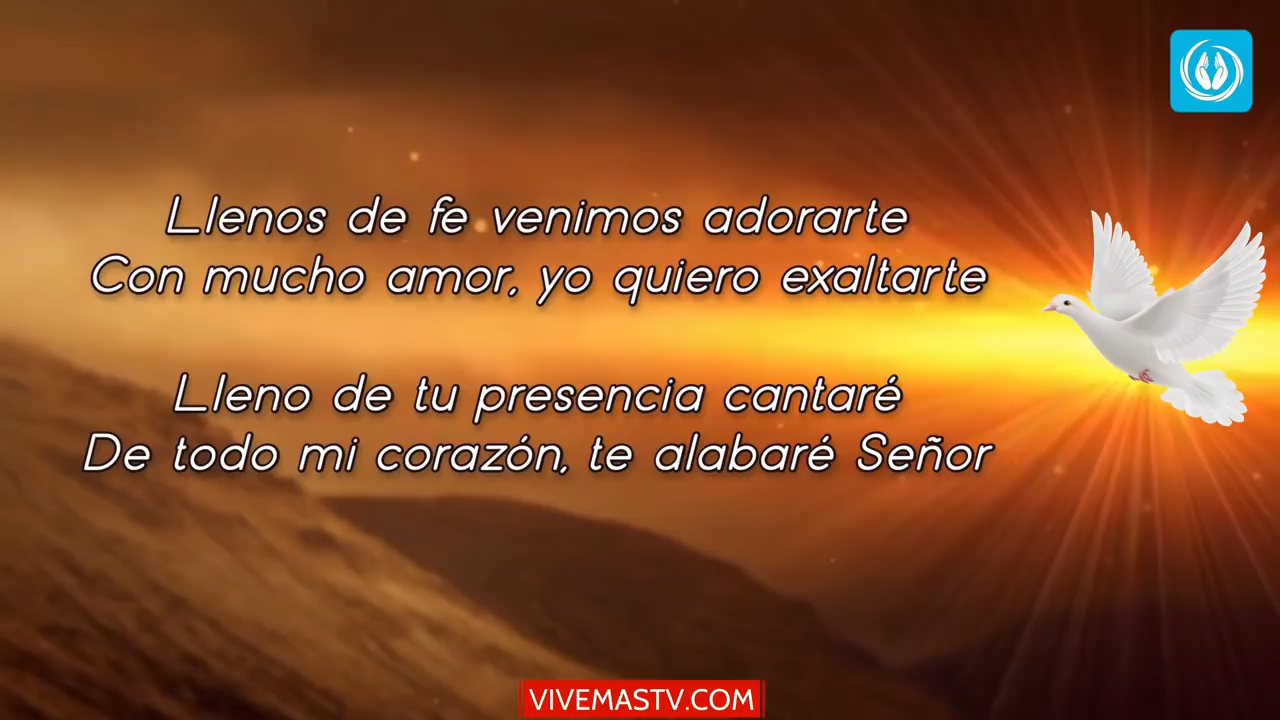 Llenos de fe venimos adorarte
Con mucho amor, yo quiero exaltarte
Lleno de tu presencia cantaré
De todo mi corazón, te alabaré Señor
VIVEMASTV.COM